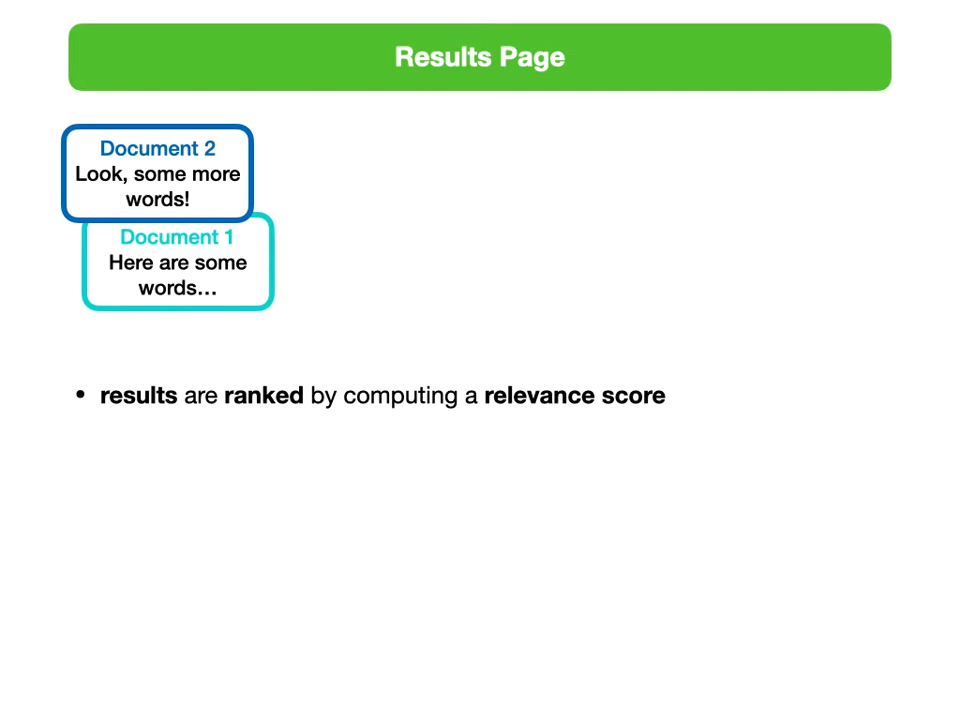 Results Page
Document 2
Look, some more
words!
Document 1
Here are some
words…
• results are ranked by computing a relevance score